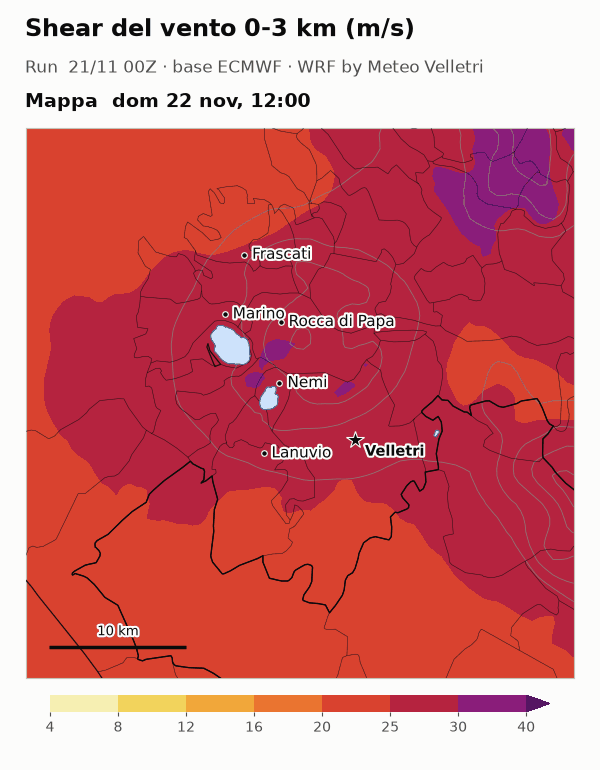 Shear del vento 0-3 km (m/s)
Run 21/11 00Z · base ECMWF · WRF by Meteo Velletri
Mappa dom 22 nov, 12:00
Frascati
Marino
Rocca di Papa
Nemi
Velletri
Lanuvio
10 km
4 8 12 16 20 25 30 40